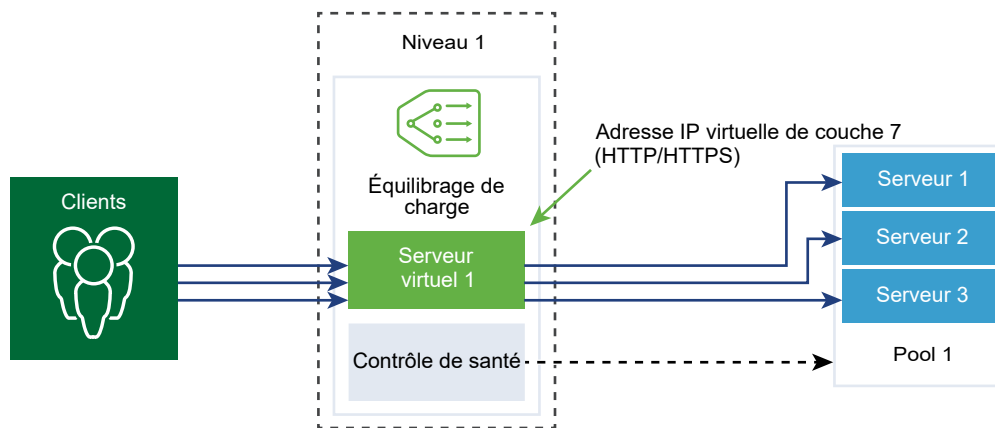 Niveau 1
Clients
Équilibrage de
charge
Serveur
virtuel 1
Contrôle de santé
Adresse IP virtuelle de couche 7
(HTTP/HTTPS)
Serveur 1
Serveur 2
Serveur 3
Pool 1